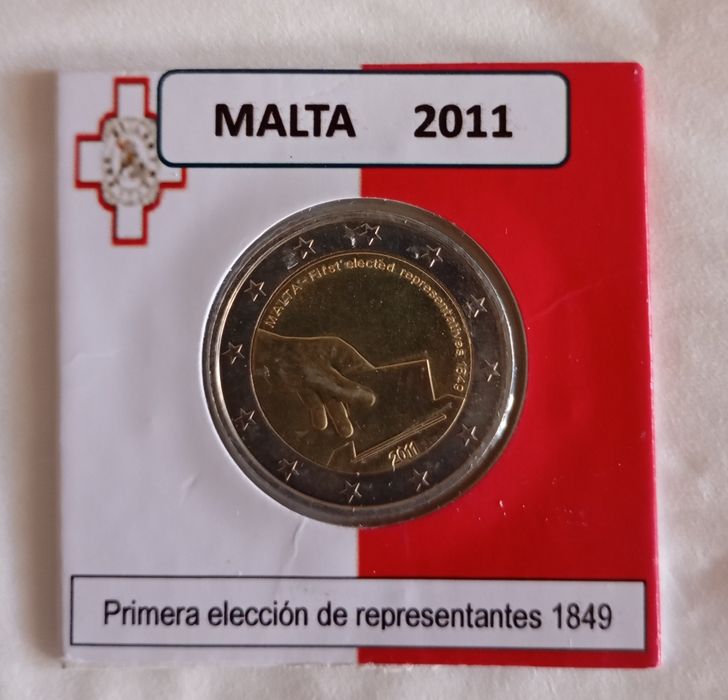 MALTA 2011
MALTA - First elected representatives 1849
2011
Primera elección de representantes 1849